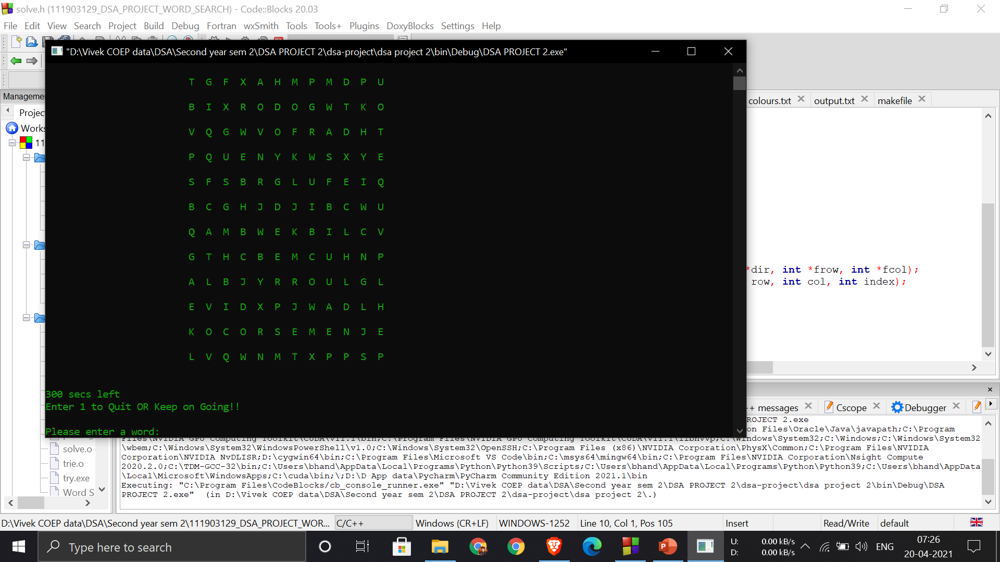 solve.h (111903129_DSA_PROJECT_WORD_SEARCH) - Code::Blocks 20.03
File Edit View Search Project Build Debug Fortran wxSmith Tools Tools+ Plugins DoxyBlocks Settings Help
"D:\Vivek COEP data\DSA\Second year sem 2\DSA PROJECT 2\dsa-project\dsa project 2\bin\Debug\DSA PROJECT 2.exe"
T G F X A H M P M D P U
B I X R O D O G W T K O
V Q G W V O F R A D H T
P Q U E N Y K W S X Y E
S F S B R G L U F E I Q
B C G H J D J I B C W U
Q A M B W E K B I L C V
G T H C B E M C U H N P
A L B J Y R R O U L G L
E V I D X P J W A D L H
K O C O R S E M E N J E
L V Q W N M T X P P S P
300 secs left
Enter 1 to Quit OR Keep on Going!!
Please enter a word:
Manageme
Projec
Works
11
solve.o
trie.o
try.exe
Word S
colours.txt output.txt makefile
*dir, int *frow, int *fcol);
row, int col, int index);
messages Cscope Debugger
ROJECT 2.exe
on Files\Oracle\Java\javapath;C:\Program
Files\NVIDIA GPU Computing Toolkit\CUDA\v11.1\bin;C:\Program Files\NVIDIA GPU Computing Toolkit\CUDA\v11.1\libnvvp;C:\Windows\System32;C:\Windows;C:\Windows\System32
\wbem;C:\Windows\System32\WindowsPowerShell\v1.0;C:\Windows\System32\OpenSSH;C:\Program Files (x86)\NVIDIA Corporation\PhysX\Common;C:\Program Files\NVIDIA
Corporation\NVIDIA NvDLISR;D:\cygwin64\bin;C:\Program Files\Microsoft VS Code\bin;C:\msys64\mingw64\bin;C:\Program Files\NVIDIA Corporation\Nsight Compute
2020.2.0;C:\TDM-GCC-32\bin;C:\Users\bhand\AppData\Local\Programs\Python\Python39\Scripts;C:\Users\bhand\AppData\Local\Programs\Python\Python39;C:\Users\bhand\AppData
\Local\Microsoft\WindowsApps;C:\cuda\bin;\;D:\D App data\Pycharm\PyCharm Community Edition 2021.1\bin
Executing: "C:\Program Files\CodeBlocks/cb_console_runner.exe" "D:\Vivek COEP data\DSA\Second year sem 2\DSA PROJECT 2\dsa-project\dsa project 2\bin\Debug\DSA
PROJECT 2.exe" (in D:\Vivek COEP data\DSA\Second year sem 2\DSA PROJECT 2\dsa-project\dsa project 2\.)
D:\Vivek COEP data\DSA\Second year sem 2\111903129_DSA_PROJECT_WOR... C/C++ Windows (CR+LF) WINDOWS-1252 Line 10, Col 1, Pos 105 Insert Read/Write default
Type here to search
U: 0.00 kB/s
D: 0.00 kB/s
ENG
07:26
20-04-2021